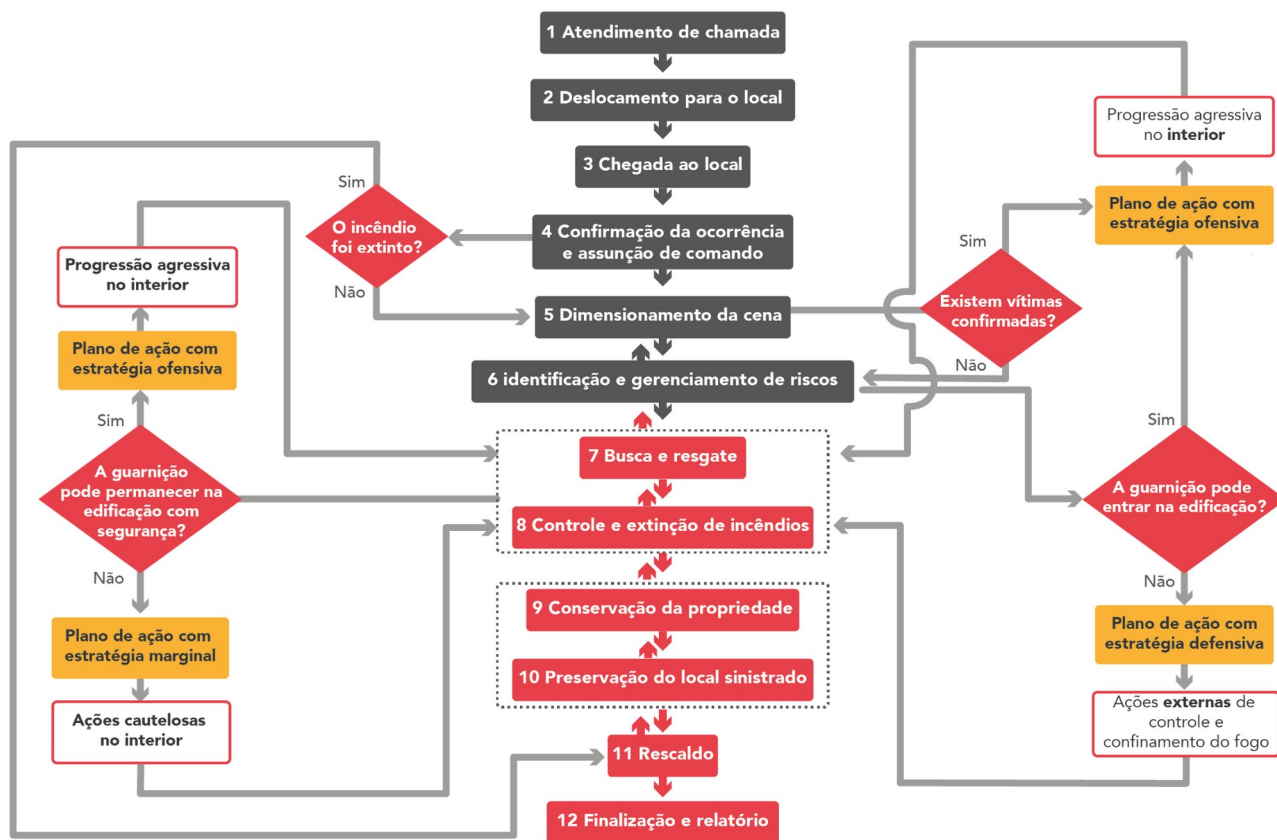 1 Atendimento de chamada
2 Deslocamento para o local
3 Chegada ao local
4 Confirmação da ocorrência
e assunção de comando
Sim
O incêndio
foi extinto?
Não
5 Dimensionamento da cena
Sim
Existem vítimas
confirmadas?
Não
6 identificação e gerenciamento de riscos
Progressão agressiva
no interior
Plano de ação com
estratégia ofensiva
Sim
A guarnição pode
entrar na edificação?
Não
Plano de ação com
estratégia defensiva
Ações externas de
controle e
confinamento do fogo
Progressão agressiva
no interior
Plano de ação com
estratégia ofensiva
Sim
A guarnição
pode permanecer na
edificação com
segurança?
Não
Plano de ação com
estratégia marginal
Ações cautelosas
no interior
7 Busca e resgate
8 Controle e extinção de incêndios
9 Conservação da propriedade
10 Preservação do local sinistrado
11 Rescaldo
12 Finalização e relatório